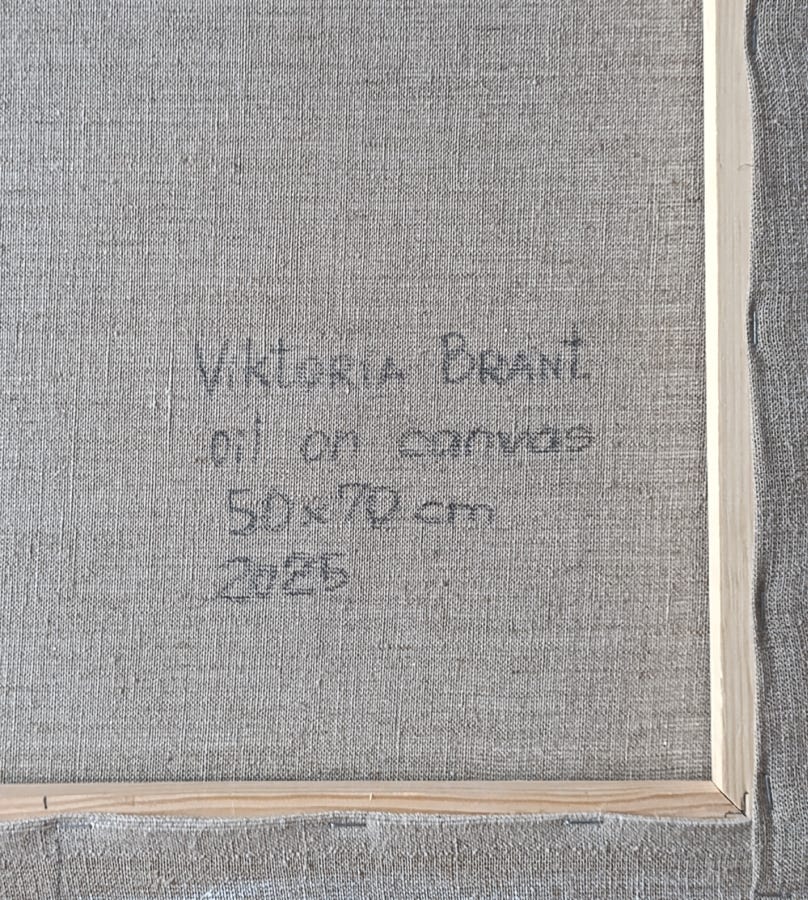 Viktoria Brant
oil on canvas
50x70 cm
2025